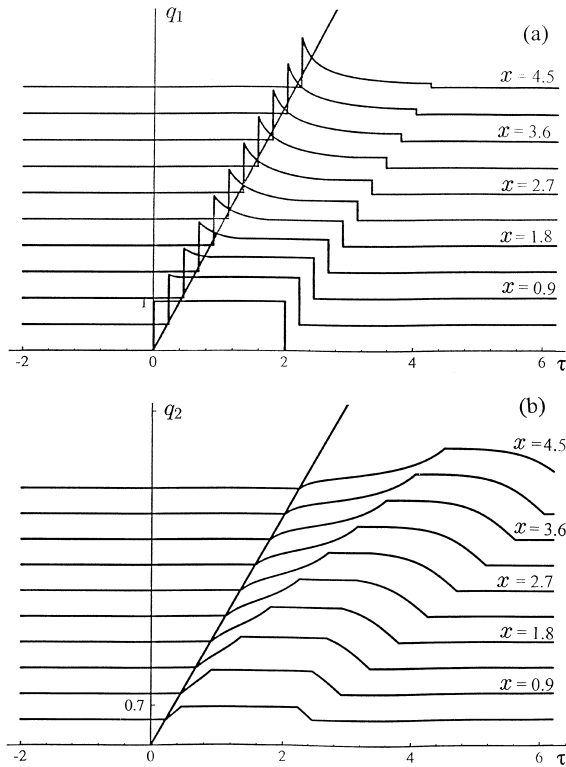 q₁
(a)
x = 4.5
x = 3.6
x = 2.7
x = 1.8
x = 0.9
1
-2 0 2 4 6 τ
q₂
(b)
x = 4.5
x = 3.6
x = 2.7
x = 1.8
x = 0.9
0.7
-2 0 2 4 6 τ